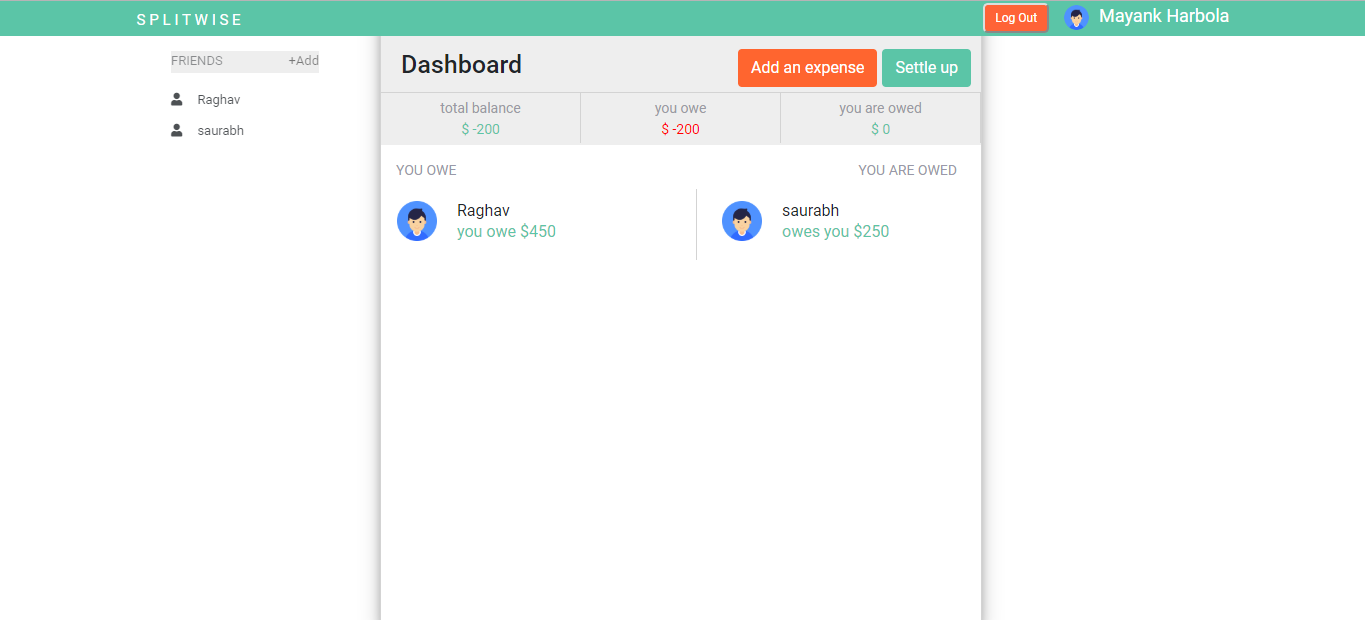 SPLITWISE
Log Out
Mayank Harbola
FRIENDS +Add
Raghav
saurabh
Dashboard
Add an expense
Settle up
total balance
$ -200
you owe
$ -200
you are owed
$ 0
YOU OWE
YOU ARE OWED
Raghav
you owe $450
saurabh
owes you $250